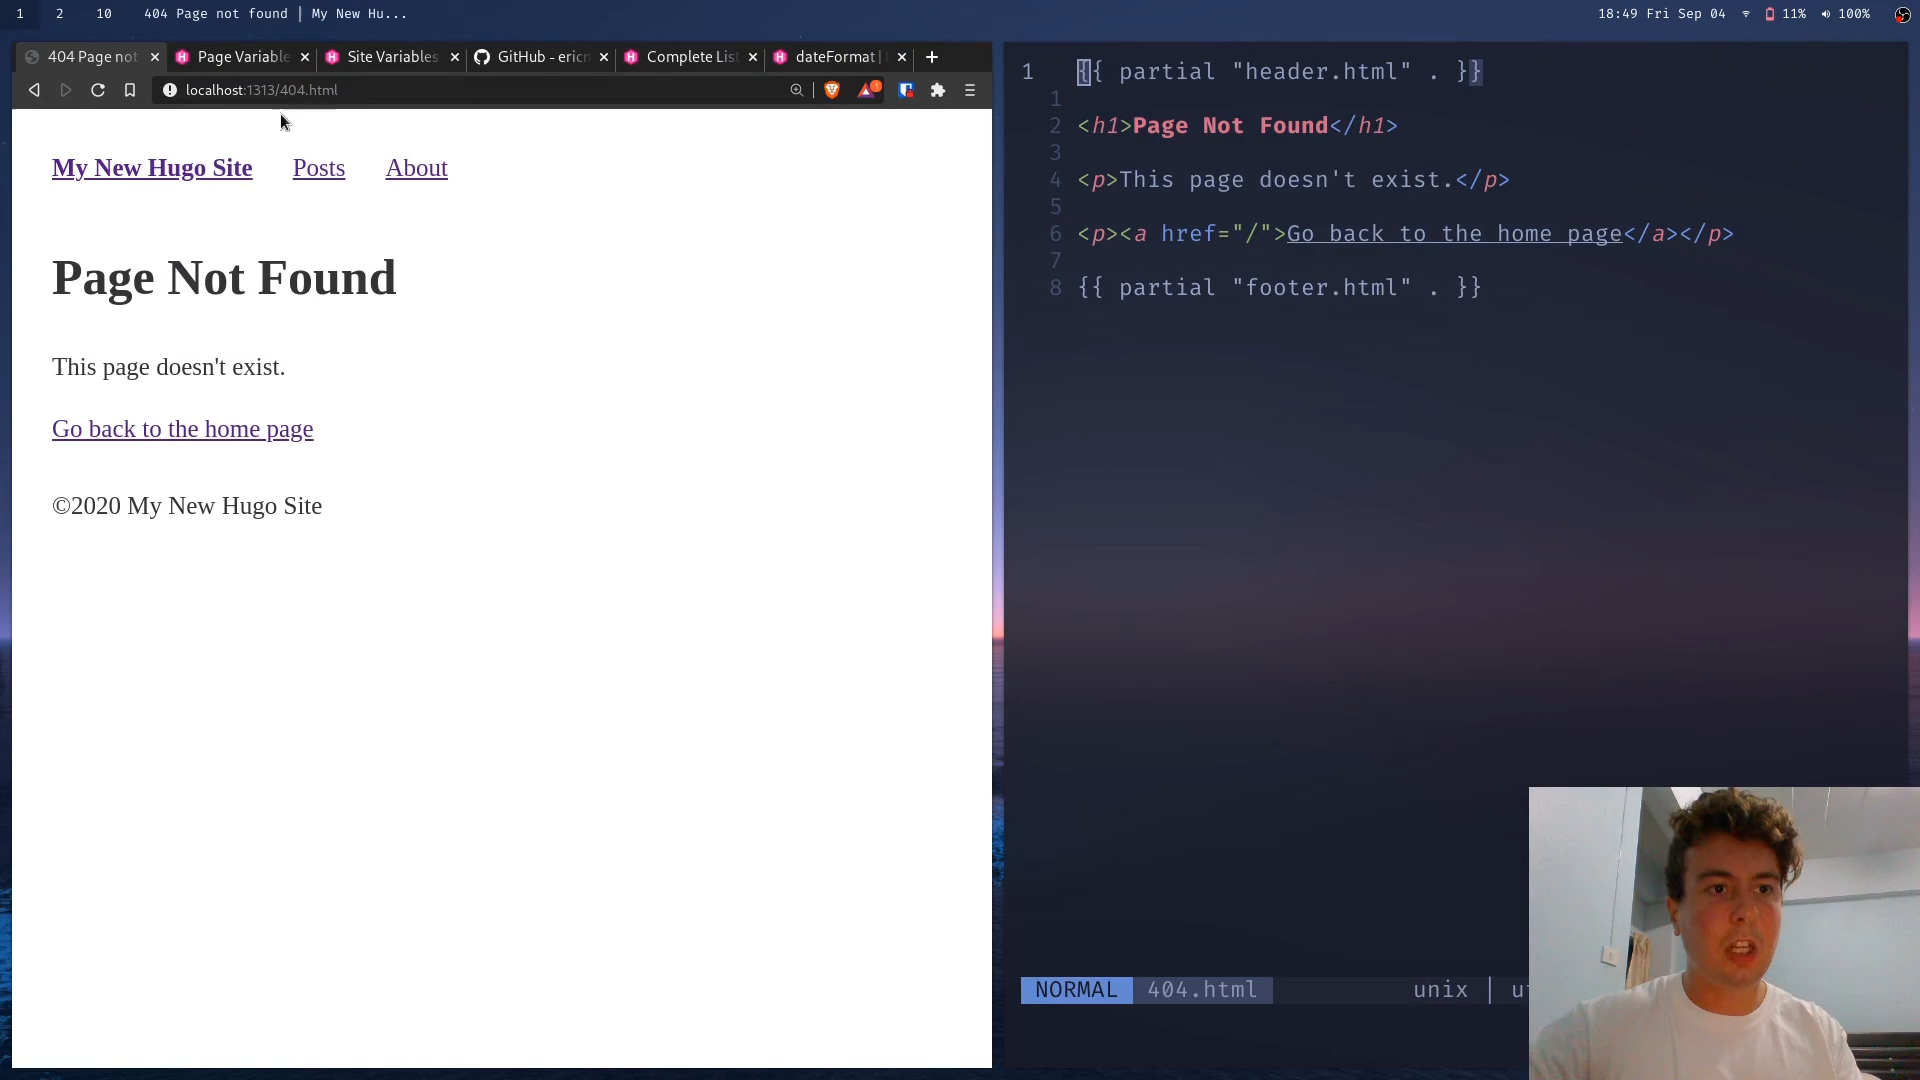 1 2 10 404 Page not found | My New Hu... 18:49 Fri Sep 04 11% 100%
404 Page not Page Variable Site Variables GitHub - ericm Complete List dateFormat |
localhost:1313/404.html
My New Hugo Site Posts About
Page Not Found
This page doesn't exist.
Go back to the home page
©2020 My New Hugo Site
1 {{ partial "header.html" . }}
1
2 <h1>Page Not Found</h1>
3
4 <p>This page doesn't exist.</p>
5
6 <p><a href="/">Go back to the home page</a></p>
7
8 {{ partial "footer.html" . }}
NORMAL 404.html unix |